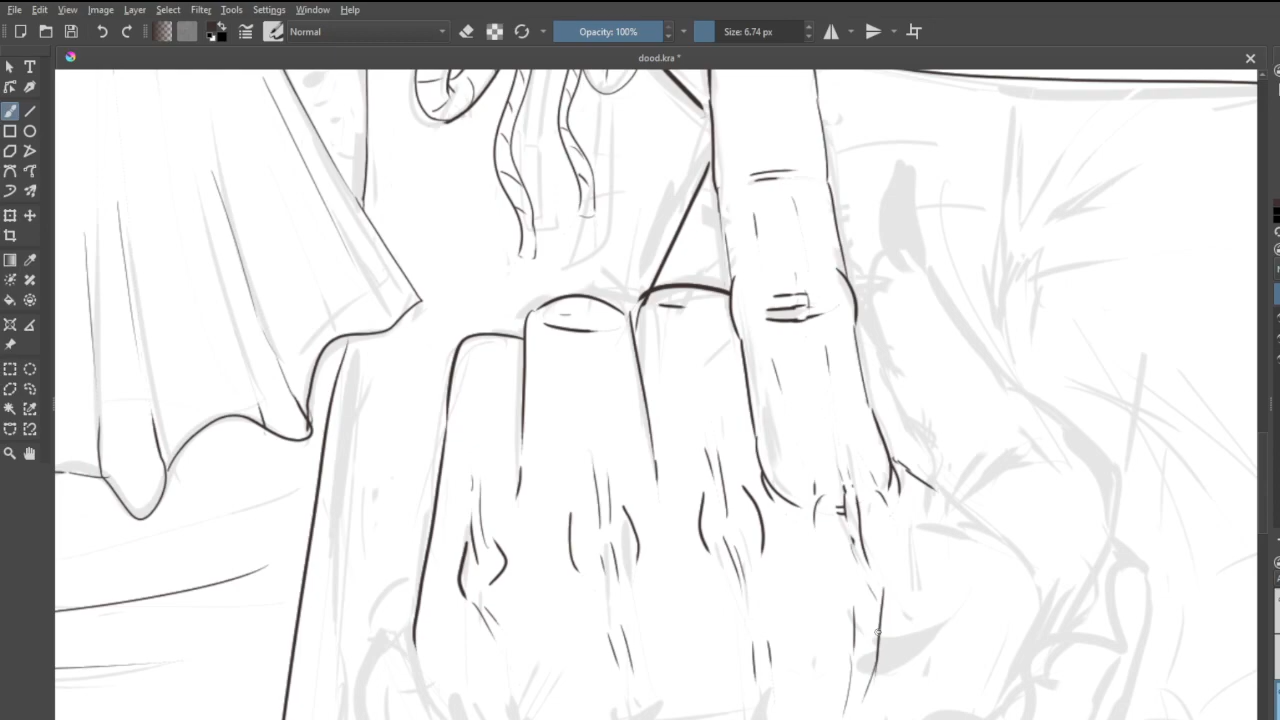 File Edit View Image Layer Select Filter Tools Settings Window Help
Normal Opacity: 100% Size: 6.74 px
dood.kra *